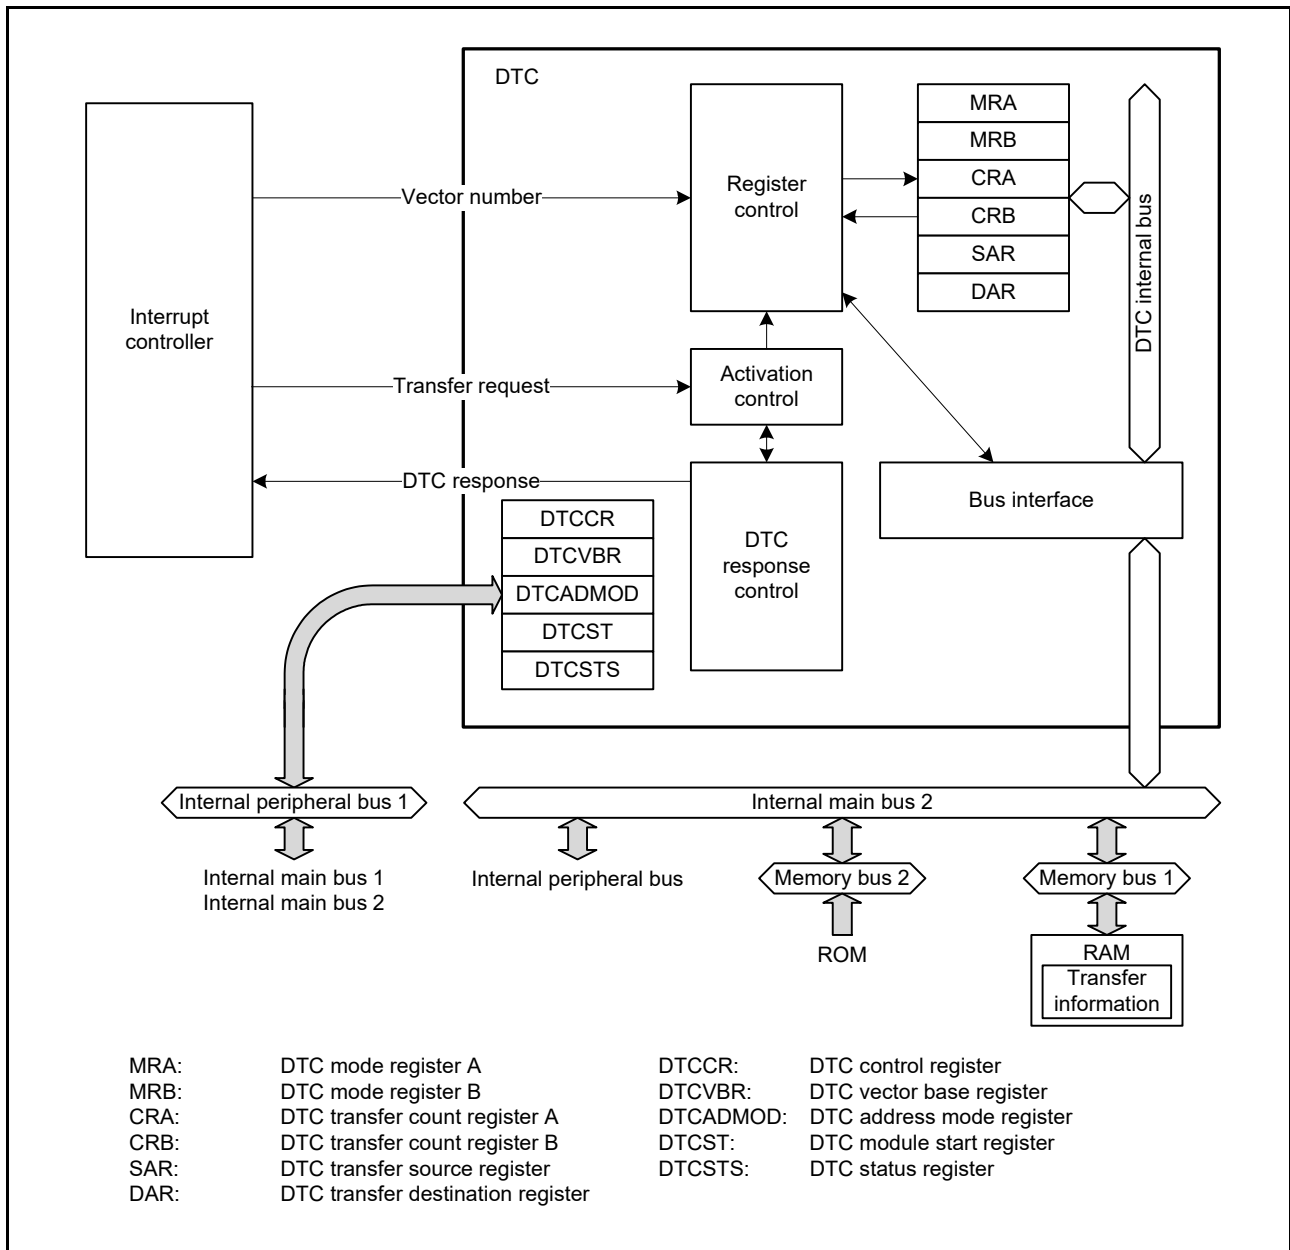 DTC
Interrupt
controller
Vector number
Transfer request
DTC response
Register
control
Activation
control
DTC
response
control
MRA
MRB
CRA
CRB
SAR
DAR
DTC internal bus
Bus interface
DTCCR
DTCVBR
DTCADMOD
DTCST
DTCSTS
Internal peripheral bus 1
Internal main bus 1
Internal main bus 2
Internal main bus 2
Internal peripheral bus
Memory bus 2
ROM
Memory bus 1
RAM
Transfer
information
MRA: DTC mode register A
MRB: DTC mode register B
CRA: DTC transfer count register A
CRB: DTC transfer count register B
SAR: DTC transfer source register
DAR: DTC transfer destination register
DTCCR: DTC control register
DTCVBR: DTC vector base register
DTCADMOD: DTC address mode register
DTCST: DTC module start register
DTCSTS: DTC status register